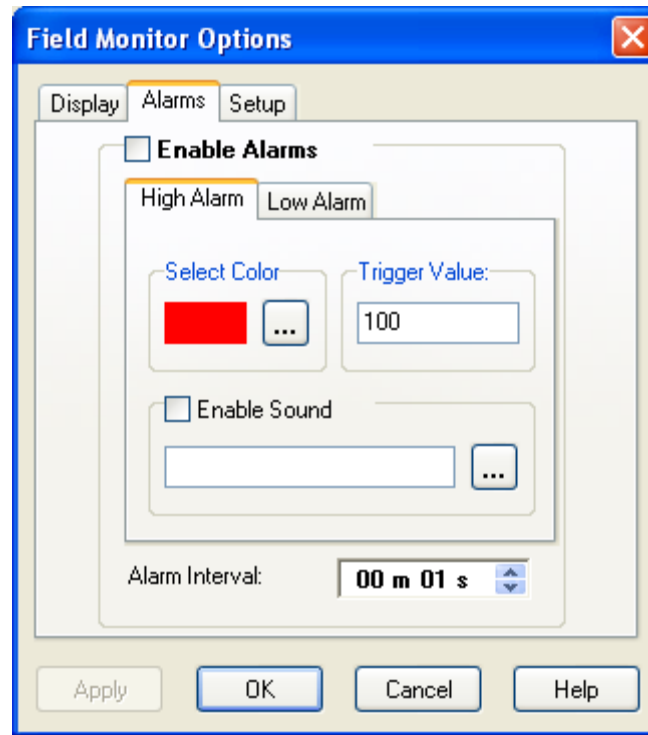 Field Monitor Options
Display Alarms Setup
Enable Alarms
High Alarm Low Alarm
Select Color Trigger Value:
... 100
Enable Sound
...
Alarm Interval: 00 m 01 s
Apply OK Cancel Help